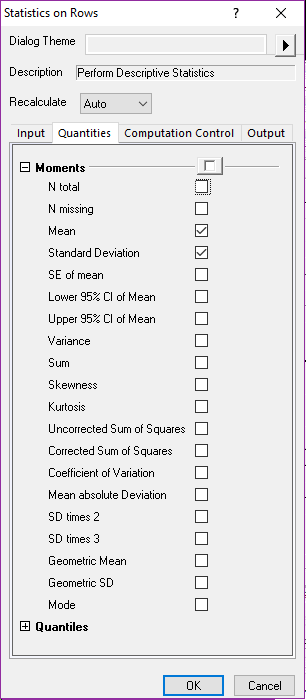 Statistics on Rows ? ×
Dialog Theme
Description Perform Descriptive Statistics
Recalculate Auto
Input Quantities Computation Control Output
Moments
N total
N missing
Mean
Standard Deviation
SE of mean
Lower 95% CI of Mean
Upper 95% CI of Mean
Variance
Sum
Skewness
Kurtosis
Uncorrected Sum of Squares
Corrected Sum of Squares
Coefficient of Variation
Mean absolute Deviation
SD times 2
SD times 3
Geometric Mean
Geometric SD
Mode
Quantiles
OK Cancel